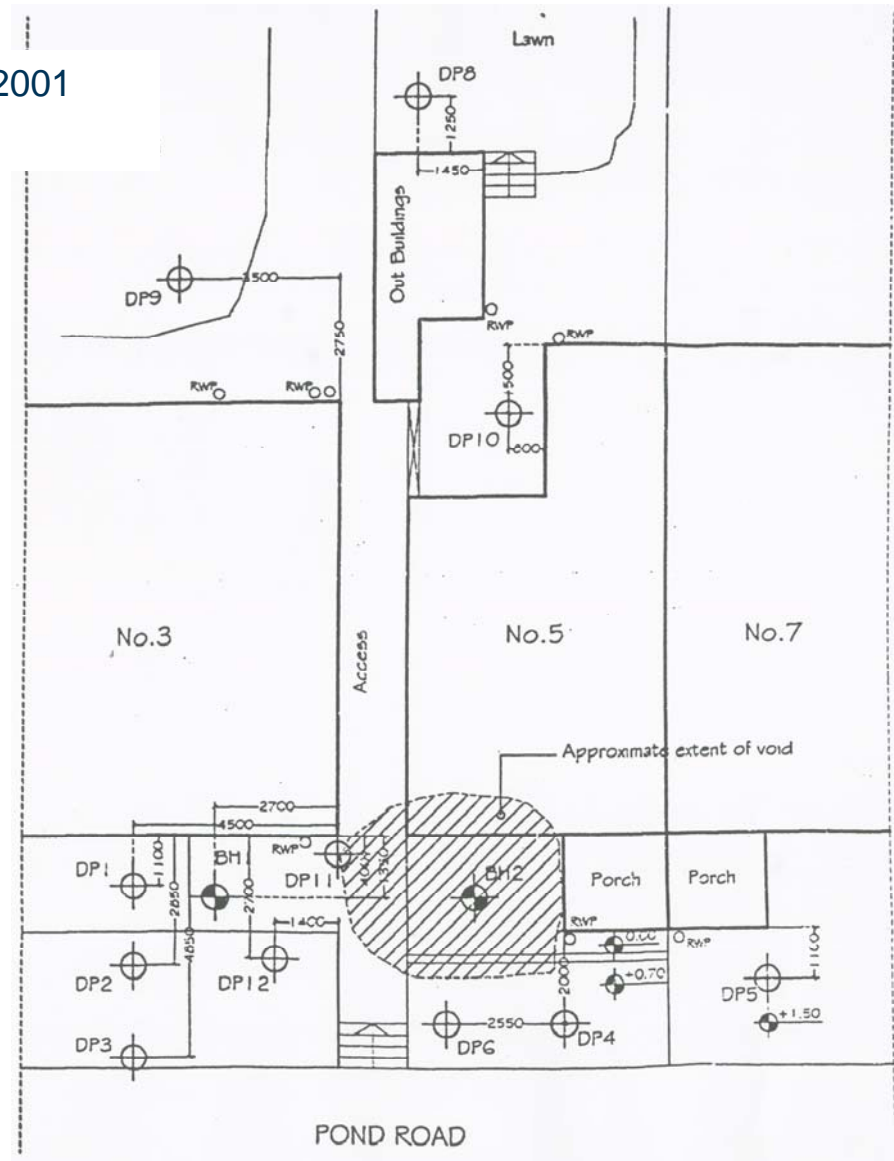 2001
Lawn
DP8
1250
1450
Out Buildings
DP9
3500
2750
RWP
RWP
RWP
1500
DP10
600
No.3
Access
No.5
No.7
Approximate extent of void
2700
4500
1100
DP1
2850
4850
BH1
2700
RWP
DP11
400
1350
BH2
Porch
Porch
1400
RWP
0.00
RWP
DP2
DP12
2000
+0.70
1100
DP5
+1.50
DP3
DP6
2550
DP4
POND ROAD